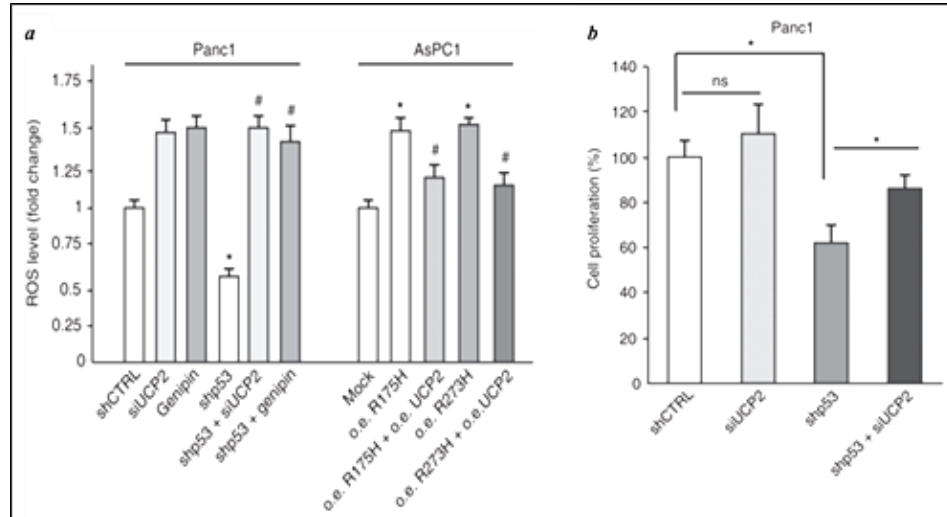 a
Panc1
AsPC1
ROS level (fold change)
1.75
1.5
1.25
1
0.75
0.5
0.25
0
*
#
#
*
#
*
#
shCTRL
siUCP2
Genipin
shp53
shp53 + siUCP2
shp53 + genipin
Mock
o.e. R175H
o.e. R175H + o.e. UCP2
o.e. R273H
o.e. R273H + o.e.UCP2
b
Panc1
Cell proliferation (%)
140
120
100
80
60
40
20
0
*
ns
*
shCTRL
siUCP2
shp53
shp53 + siUCP2